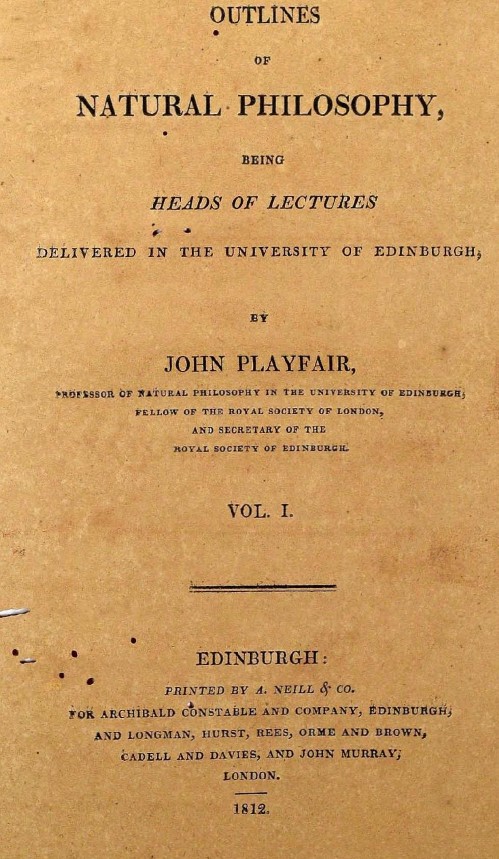 OUTLINES
OF
NATURAL PHILOSOPHY,
BEING
HEADS OF LECTURES
DELIVERED IN THE UNIVERSITY OF EDINBURGH;
BY
JOHN PLAYFAIR,
PROFESSOR OF NATURAL PHILOSOPHY IN THE UNIVERSITY OF EDINBURGH;
FELLOW OF THE ROYAL SOCIETY OF LONDON,
AND SECRETARY OF THE
ROYAL SOCIETY OF EDINBURGH.
VOL. I.
EDINBURGH:
PRINTED BY A. NEILL & CO.
FOR ARCHIBALD CONSTABLE AND COMPANY, EDINBURGH;
AND LONGMAN, HURST, REES, ORME AND BROWN,
CADELL AND DAVIES, AND JOHN MURRAY,
LONDON.
1812.